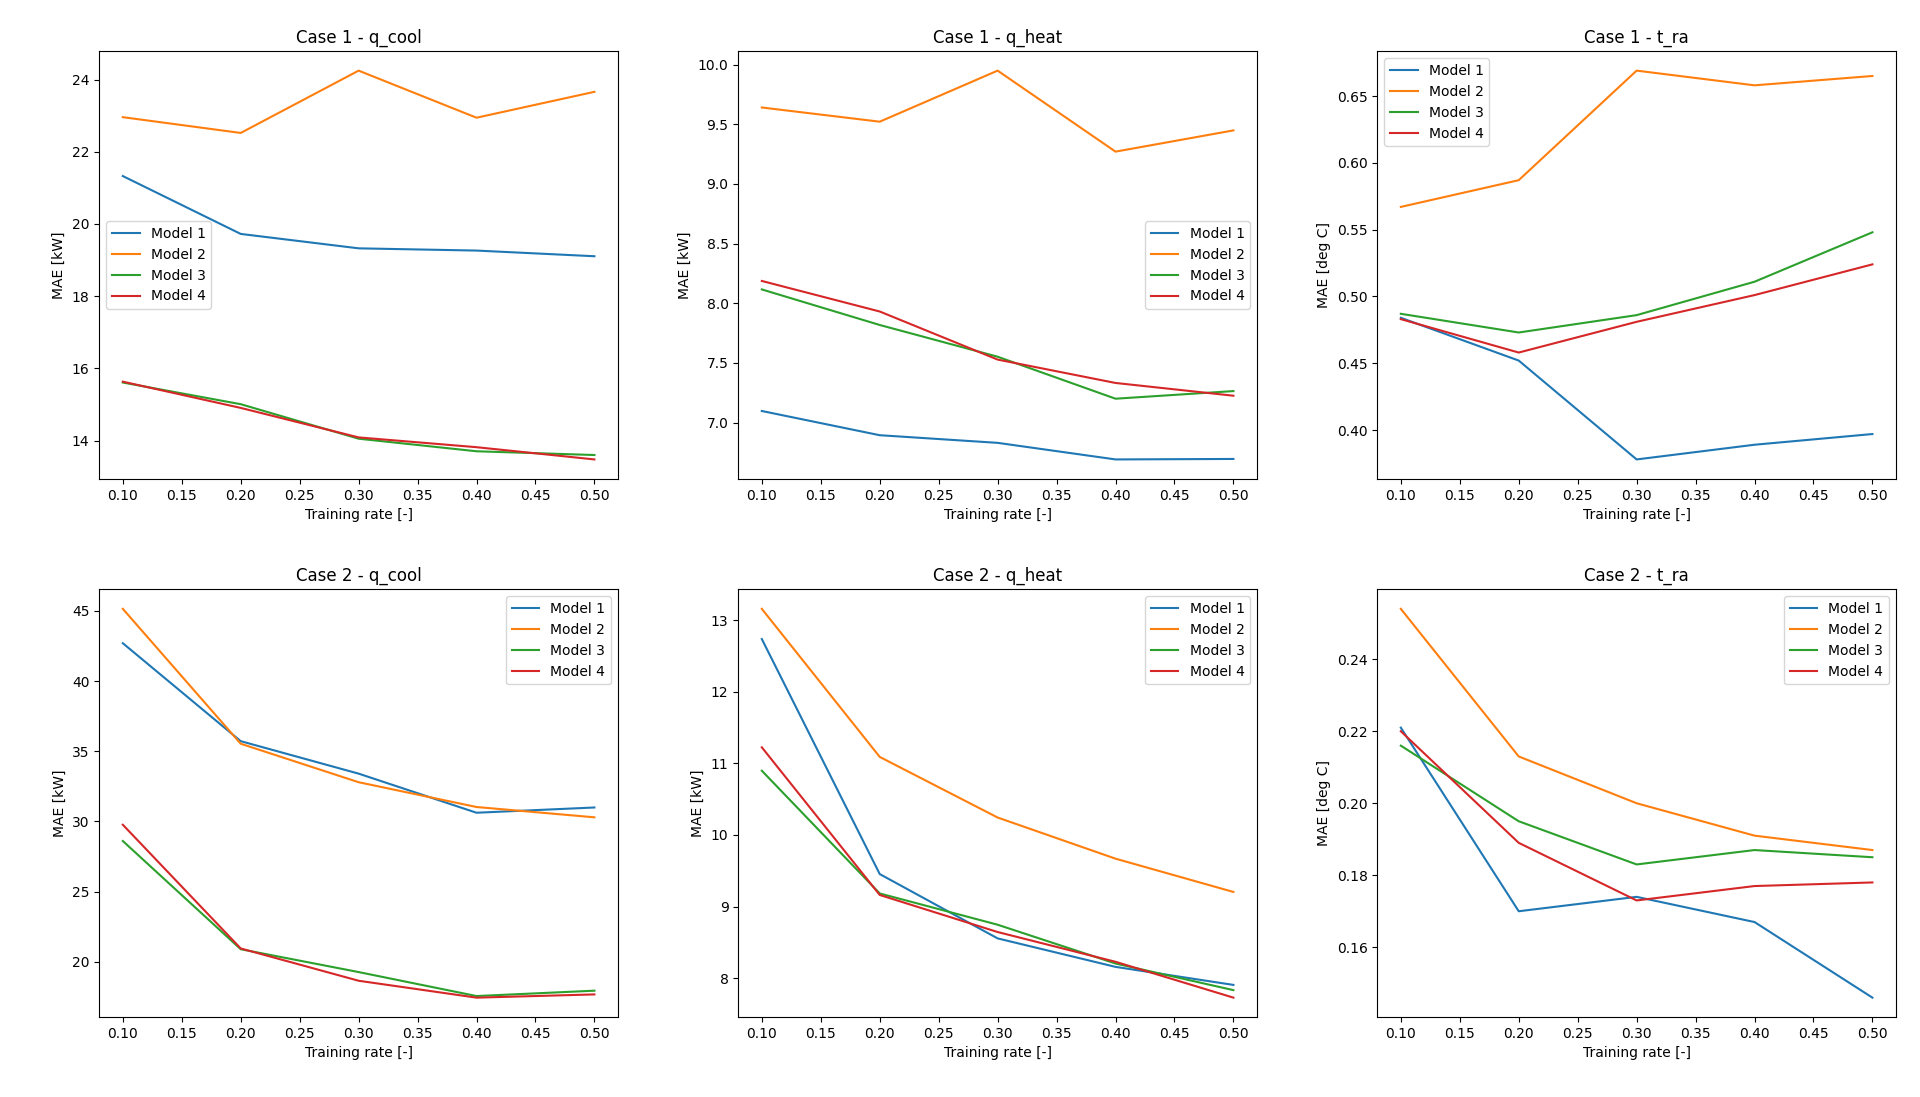 Case 1 - q_cool
MAE [kW]
24
22
20
18
16
14
Model 1
Model 2
Model 3
Model 4
0.10 0.15 0.20 0.25 0.30 0.35 0.40 0.45 0.50
Training rate [-]
Case 1 - q_heat
MAE [kW]
10.0
9.5
9.0
8.5
8.0
7.5
7.0
Model 1
Model 2
Model 3
Model 4
0.10 0.15 0.20 0.25 0.30 0.35 0.40 0.45 0.50
Training rate [-]
Case 1 - t_ra
MAE [deg C]
0.65
0.60
0.55
0.50
0.45
0.40
Model 1
Model 2
Model 3
Model 4
0.10 0.15 0.20 0.25 0.30 0.35 0.40 0.45 0.50
Training rate [-]
Case 2 - q_cool
MAE [kW]
45
40
35
30
25
20
Model 1
Model 2
Model 3
Model 4
0.10 0.15 0.20 0.25 0.30 0.35 0.40 0.45 0.50
Training rate [-]
Case 2 - q_heat
MAE [kW]
13
12
11
10
9
8
Model 1
Model 2
Model 3
Model 4
0.10 0.15 0.20 0.25 0.30 0.35 0.40 0.45 0.50
Training rate [-]
Case 2 - t_ra
MAE [deg C]
0.24
0.22
0.20
0.18
0.16
Model 1
Model 2
Model 3
Model 4
0.10 0.15 0.20 0.25 0.30 0.35 0.40 0.45 0.50
Training rate [-]